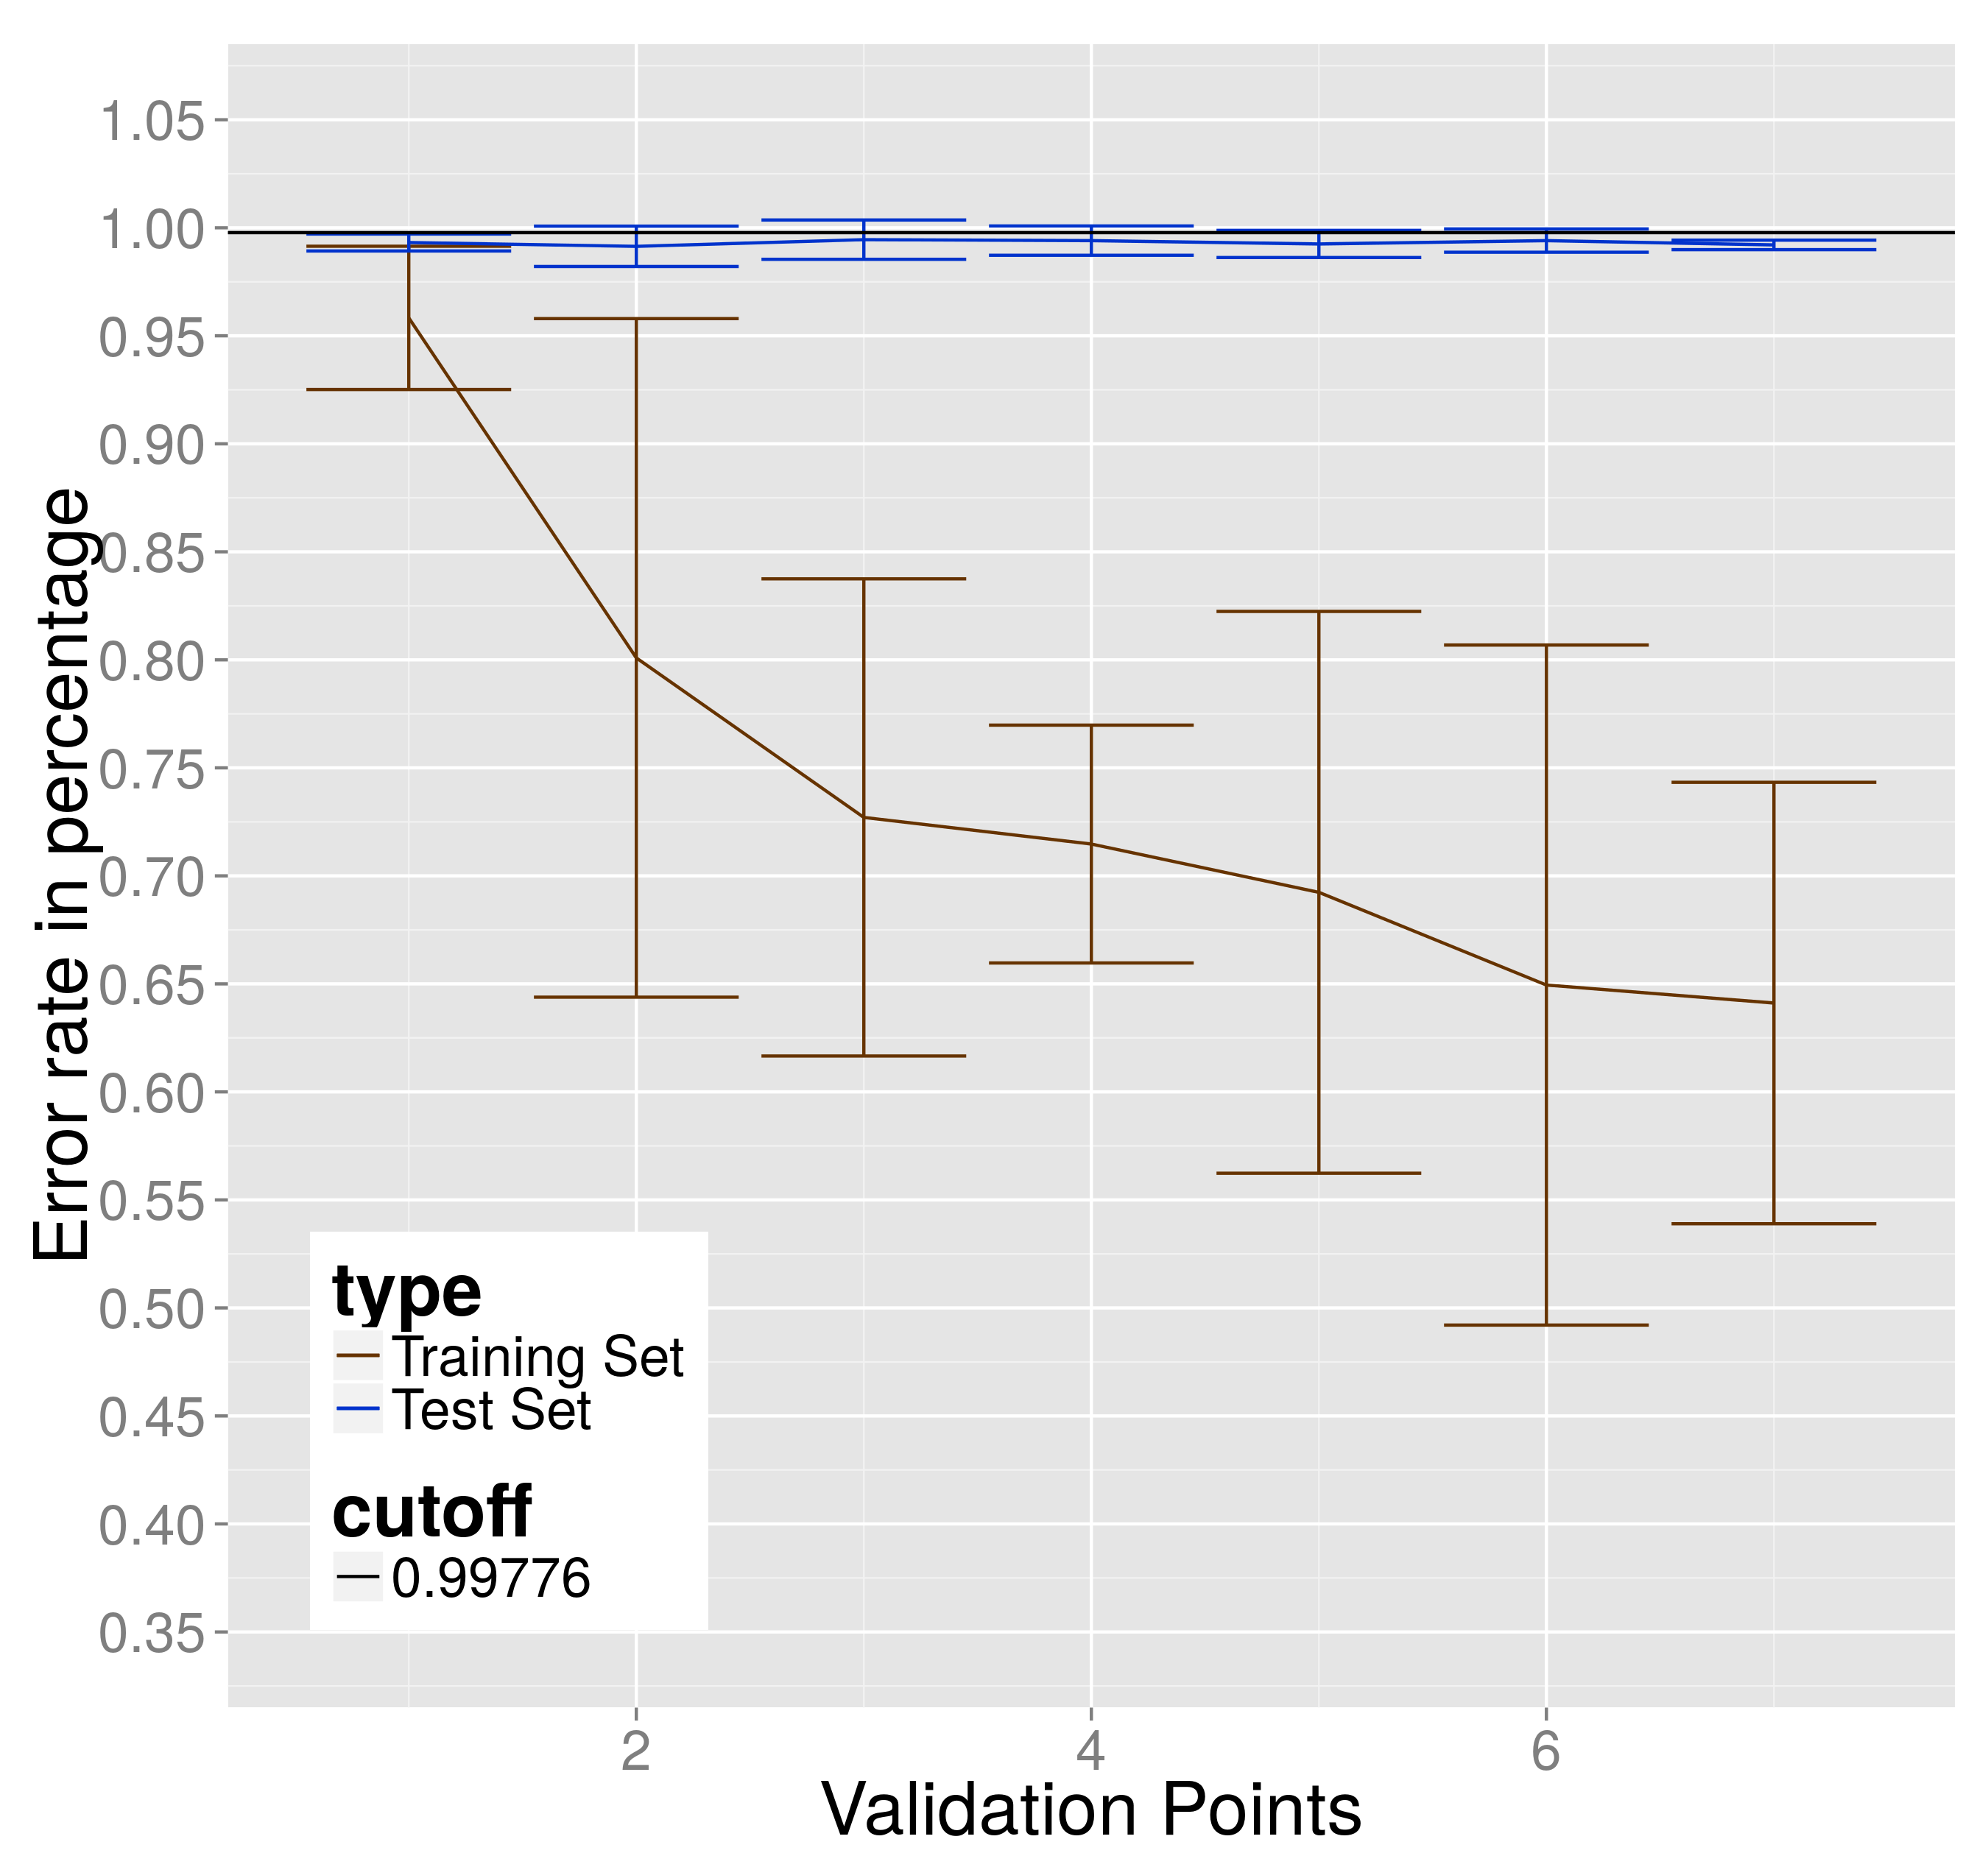 Error rate in percentage
1.05
1.00
0.95
0.90
0.85
0.80
0.75
0.70
0.65
0.60
0.55
0.50
0.45
0.40
0.35
type
Training Set
Test Set
cutoff
0.99776
2 4 6
Validation Points